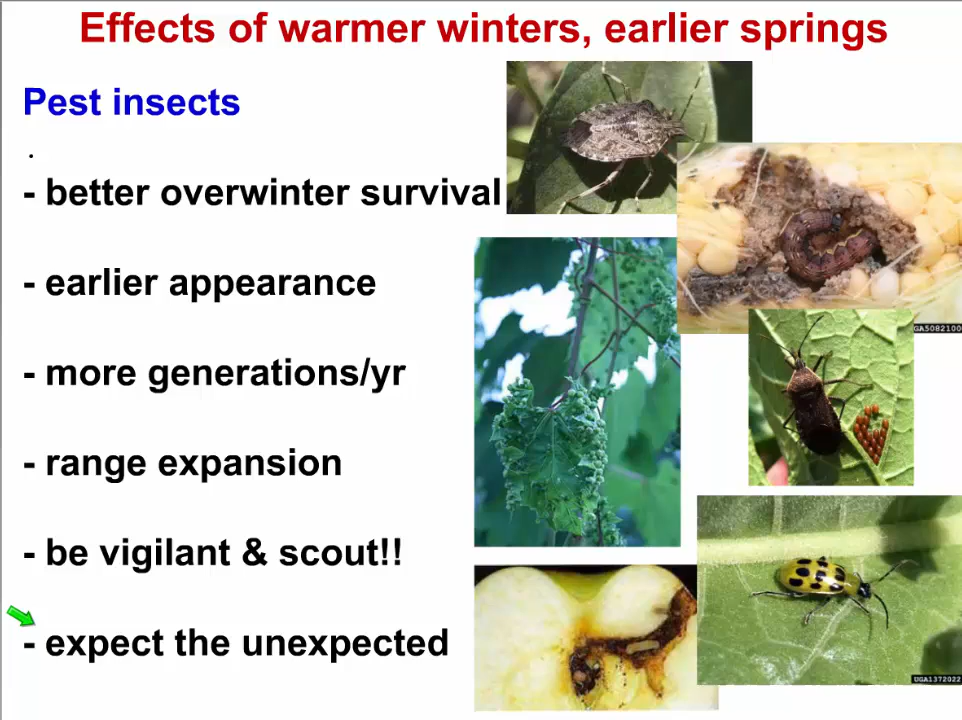 Effects of warmer winters, earlier springs
Pest insects
.
- better overwinter survival
- earlier appearance
- more generations/yr
- range expansion
- be vigilant & scout!!
- expect the unexpected
UGA5082100
UGA1372022